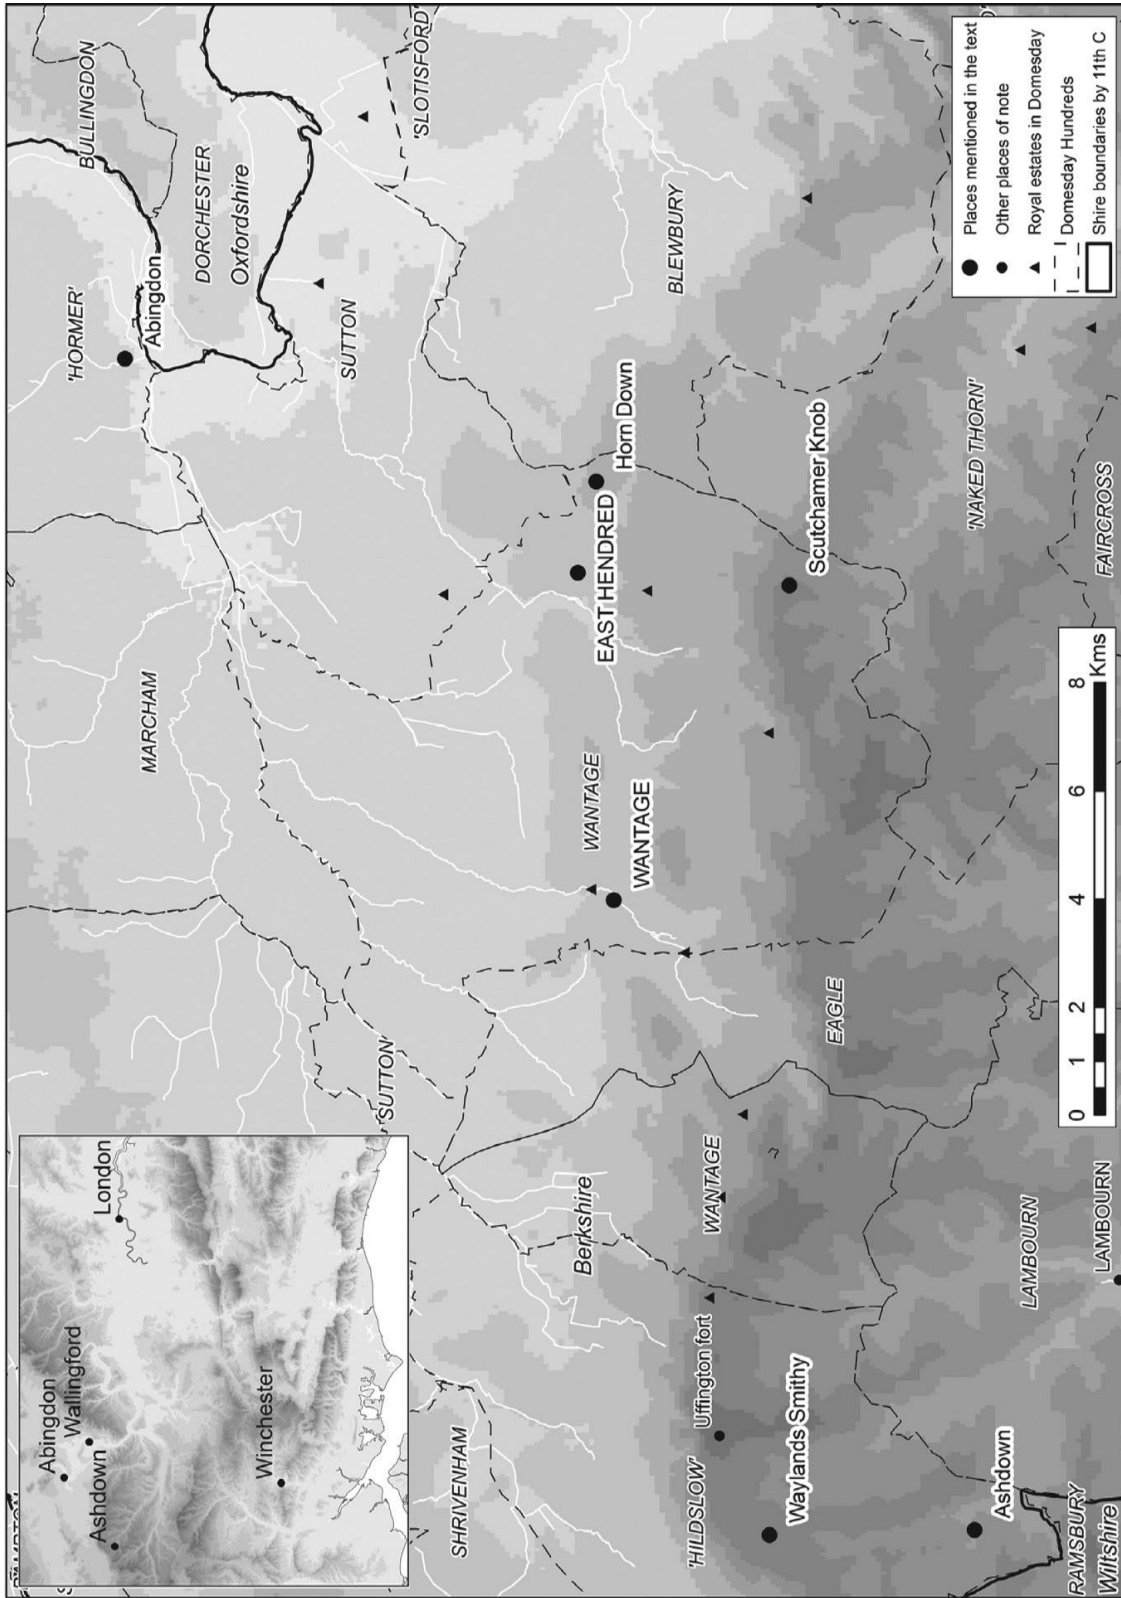 Abingdon
Wallingford
Ashdown
London
Winchester
SHRIVENHAM
'HILDSLOW'
Uffington fort
Waylands Smithy
Ashdown
RAMSBURY
Wiltshire
LAMBOURN
LAMBOURN
Berkshire
WANTAGE
SUTTON
EAGLE
MARCHAM
WANTAGE
WANTAGE
EAST HENDRED
Horn Down
Scutchamer Knob
'NAKED THORN'
FAIRCROSS
'HORMER'
Abingdon
BULLINGDON
DORCHESTER
Oxfordshire
SUTTON
'SLOTISFORD'
BLEWBURY
0 1 2 4 6 8
Kms
Places mentioned in the text
Other places of note
Royal estates in Domesday
Domesday Hundreds
Shire boundaries by 11th C